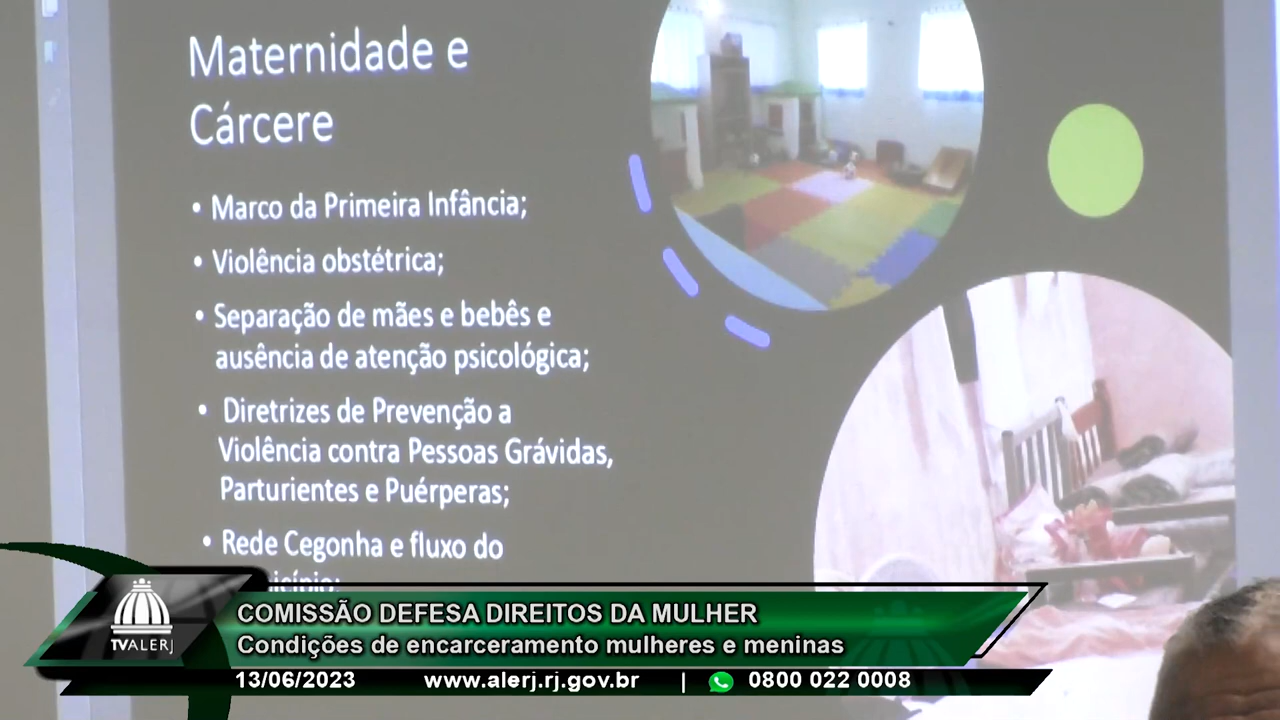 Maternidade e
Cárcere
• Marco da Primeira Infância;
• Violência obstétrica;
• Separação de mães e bebês e
ausência de atenção psicológica;
• Diretrizes de Prevenção a
Violência contra Pessoas Grávidas,
Parturientes e Puérperas;
• Rede Cegonha e fluxo do
COMISSÃO DEFESA DIREITOS DA MULHER
Condições de encarceramento mulheres e meninas
TVALERJ
13/06/2023 www.alerj.rj.gov.br | 0800 022 0008